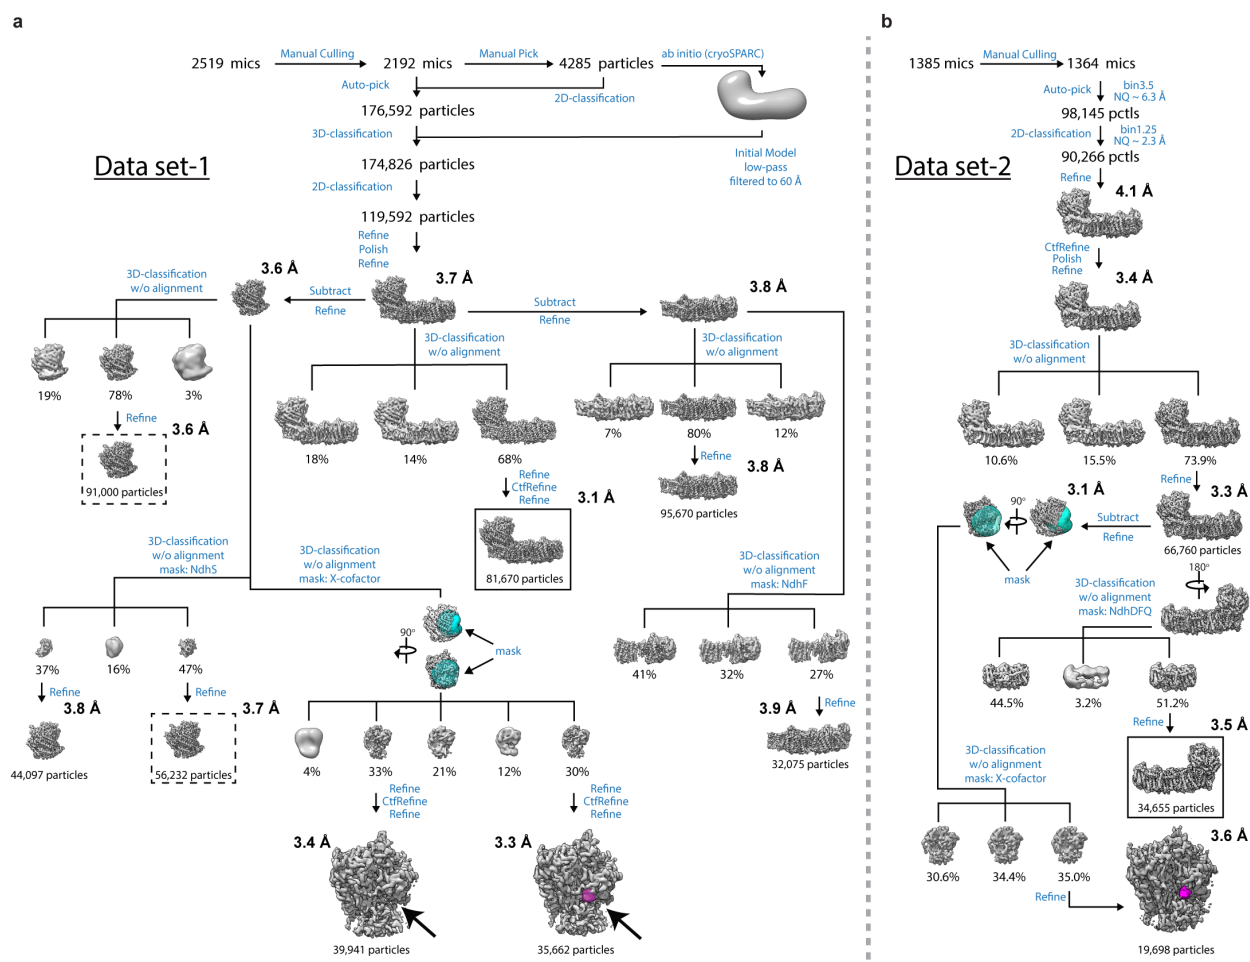 a
2519 mics
Manual Culling
2192 mics
Manual Pick
4285 particles
ab initio (cryoSPARC)
Auto-pick
2D-classification
176,592 particles
3D-classification
Initial Model
low-pass
filtered to 60 Å
Data set-1
174,826 particles
2D-classification
119,592 particles
Refine
Polish
Refine
3.6 Å
3.7 Å
3.8 Å
3D-classification
w/o alignment
Subtract
Refine
Subtract
Refine
3D-classification
w/o alignment
3D-classification
w/o alignment
19%
78%
3%
Refine
3.6 Å
91,000 particles
18%
14%
68%
Refine
CtfRefine
Refine
3.1 Å
81,670 particles
7%
80%
12%
Refine
3.8 Å
95,670 particles
3D-classification
w/o alignment
mask: NdhS
3D-classification
w/o alignment
mask: X-cofactor
3D-classification
w/o alignment
mask: NdhF
90°
mask
37%
16%
47%
Refine
Refine
3.8 Å
3.7 Å
44,097 particles
56,232 particles
41%
32%
27%
Refine
3.9 Å
32,075 particles
4%
33%
21%
12%
30%
Refine
CtfRefine
Refine
Refine
CtfRefine
Refine
3.4 Å
3.3 Å
39,941 particles
35,662 particles
b
1385 mics
Manual Culling
1364 mics
Auto-pick
bin3.5
NQ ~ 6.3 Å
98,145 pctls
2D-classification
bin1.25
NQ ~ 2.3 Å
90,266 pctls
Data set-2
Refine
4.1 Å
CtfRefine
Polish
Refine
3.4 Å
3D-classification
w/o alignment
10.6%
15.5%
73.9%
Refine
3.1 Å
3.3 Å
90°
Subtract
Refine
66,760 particles
mask
180°
3D-classification
w/o alignment
mask: NdhDFQ
44.5%
3.2%
51.2%
Refine
3.5 Å
34,655 particles
3D-classification
w/o alignment
mask: X-cofactor
30.6%
34.4%
35.0%
Refine
3.6 Å
19,698 particles